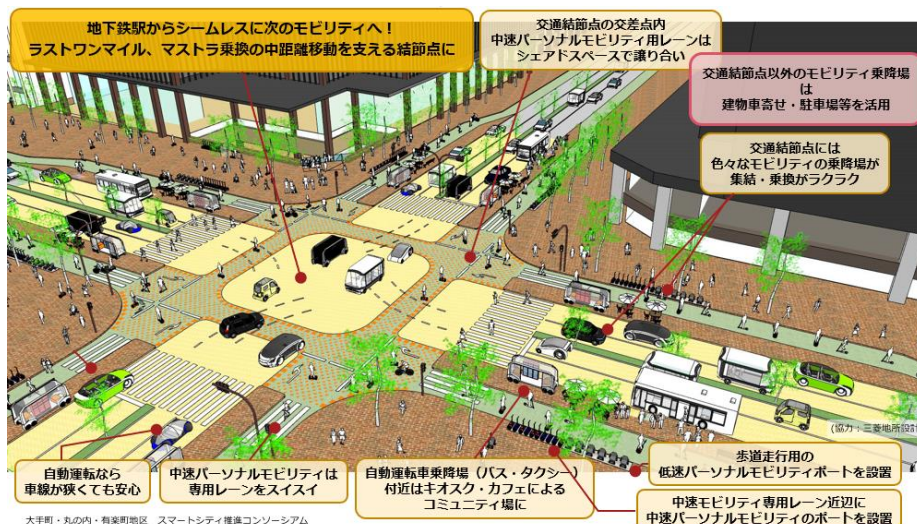 地下鉄駅からシームレスに次のモビリティへ！
ラストワンマイル、マストラ乗換の中距離移動を支える結節点に
交通結節点の交差点内
中速パーソナルモビリティ用レーンは
シェアドスペースで譲り合い
交通結節点以外のモビリティ乗降場
は
建物車寄せ・駐車場等を活用
交通結節点には
色々なモビリティの乗降場が
集結・乗換がラクラク
(協力：三菱地所設計
自動運転なら
車線が狭くても安心
中速パーソナルモビリティは
専用レーンをスイスイ
自動運転車乗降場（バス・タクシー）
付近はキオスク・カフェによる
コミュニティ場に
歩道走行用の
低速パーソナルモビリティポートを設置
中速モビリティ専用レーン近辺に
中速パーソナルモビリティのポートを設置
大手町・丸の内・有楽町地区　スマートシティ推進コンソーシアム